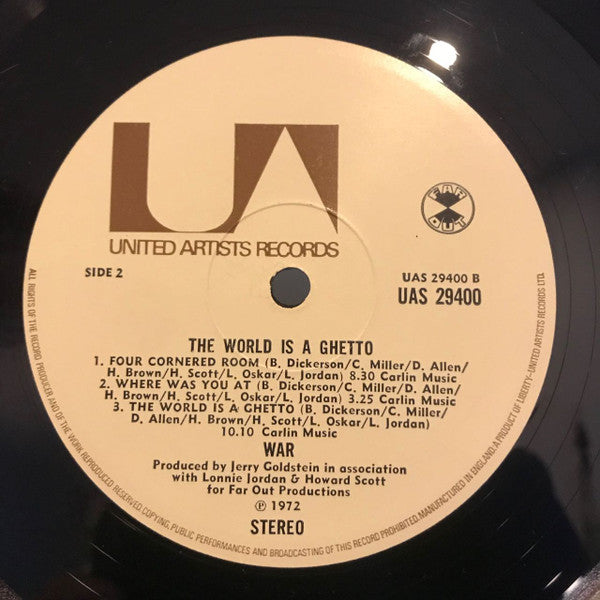 UA
UNITED ARTISTS RECORDS
FAR
OUT
SIDE 2
UAS 29400 B
UAS 29400
THE WORLD IS A GHETTO
1. FOUR CORNERED ROOM (B. Dickerson/C. Miller/D. Allen/
H. Brown/H. Scott/L. Oskar/L. Jordan) 8.30 Carlin Music
2. WHERE WAS YOU AT (B. Dickerson/C. Miller/D. Allen/
H. Brown/H. Scott/L. Oskar/L. Jordan) 3.25 Carlin Music
3. THE WORLD IS A GHETTO (B. Dickerson/C. Miller/
D. Allen/H. Brown/H. Scott/L. Oskar/L. Jordan)
10.10 Carlin Music
WAR
Produced by Jerry Goldstein in association
with Lonnie Jordan & Howard Scott
for Far Out Productions
℗ 1972
STEREO
ALL RIGHTS OF THE RECORD PRODUCER AND OF THE WORK REPRODUCED RESERVED. COPYING, PUBLIC PERFORMANCES AND BROADCASTING OF THIS RECORD PROHIBITED. MANUFACTURED IN ENGLAND. A PRODUCT OF LIBERTY–UNITED ARTISTS RECORDS LTD.